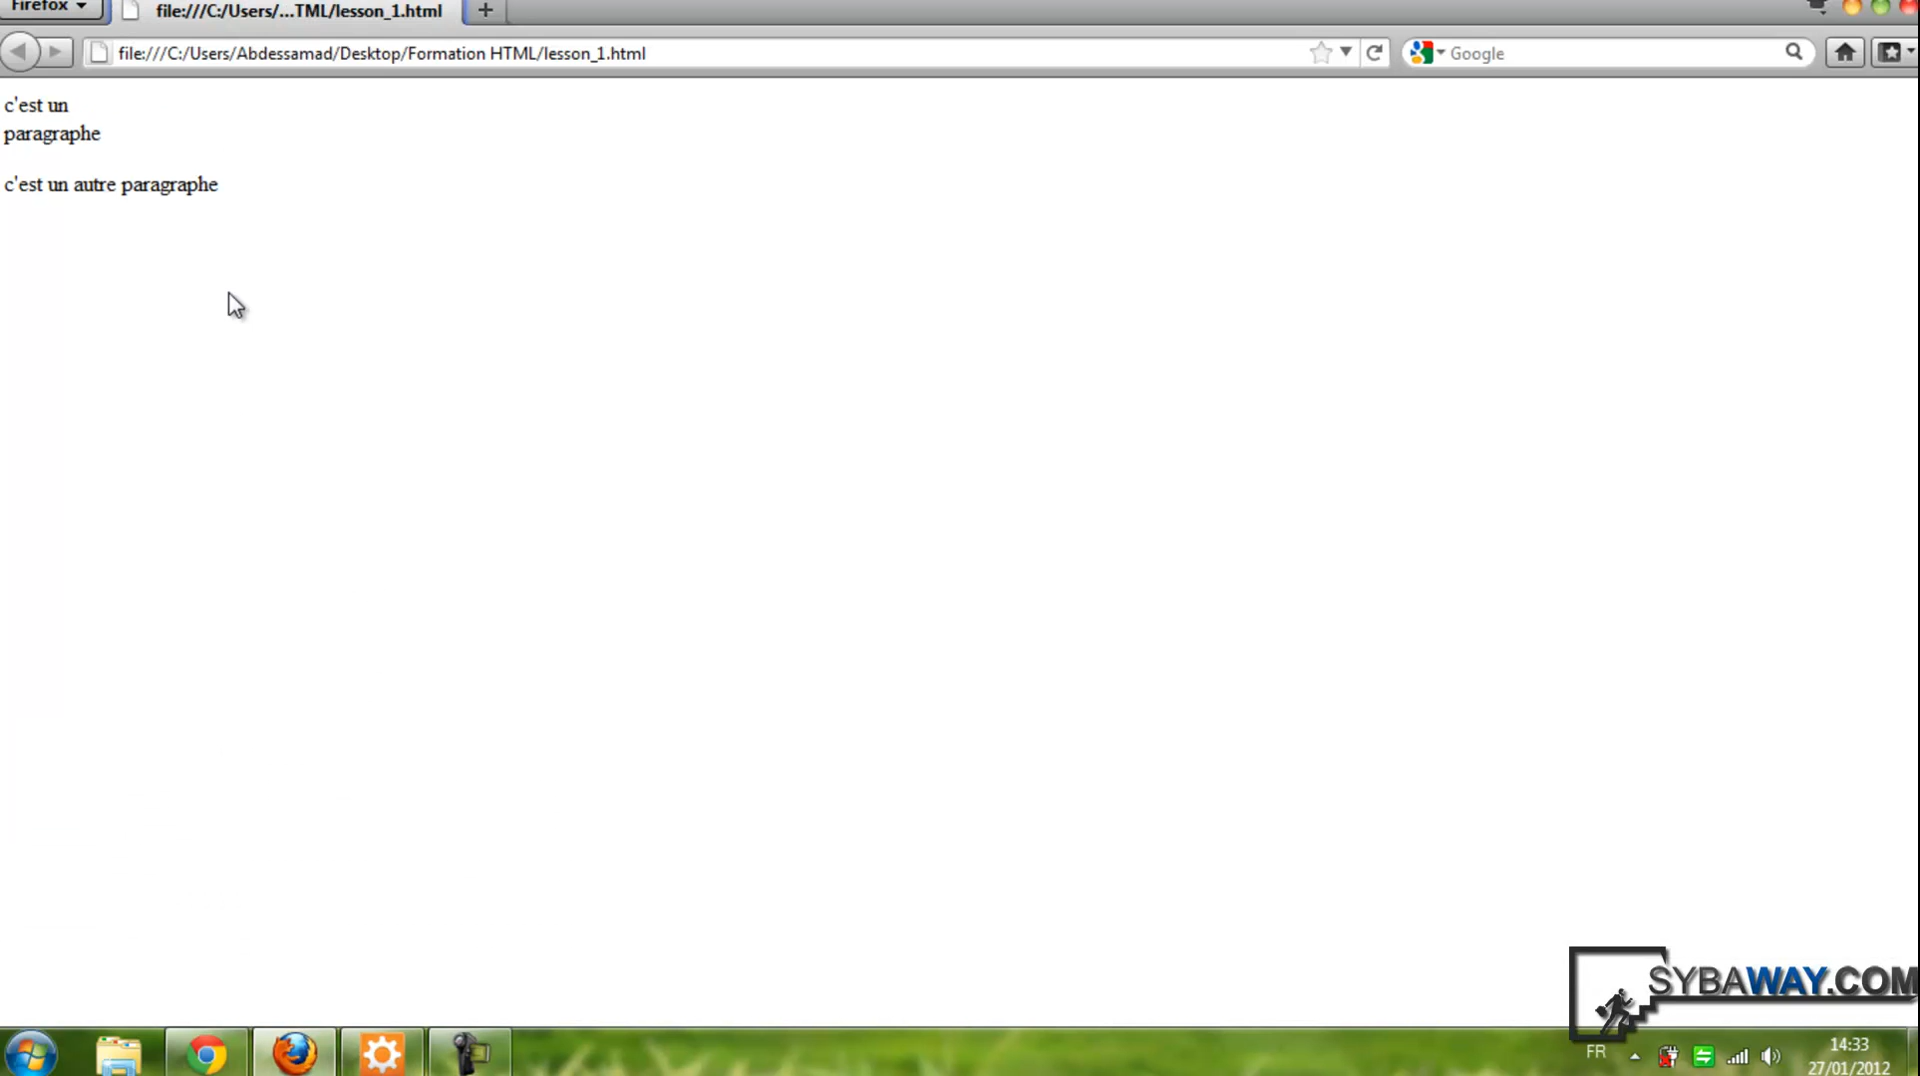 Firefox
file:///C:/Users/...TML/lesson_1.html
file:///C:/Users/Abdessamad/Desktop/Formation HTML/lesson_1.html
Google
c'est un
paragraphe
c'est un autre paragraphe
SYBAWAY.COM
FR
14:33
27/01/2012